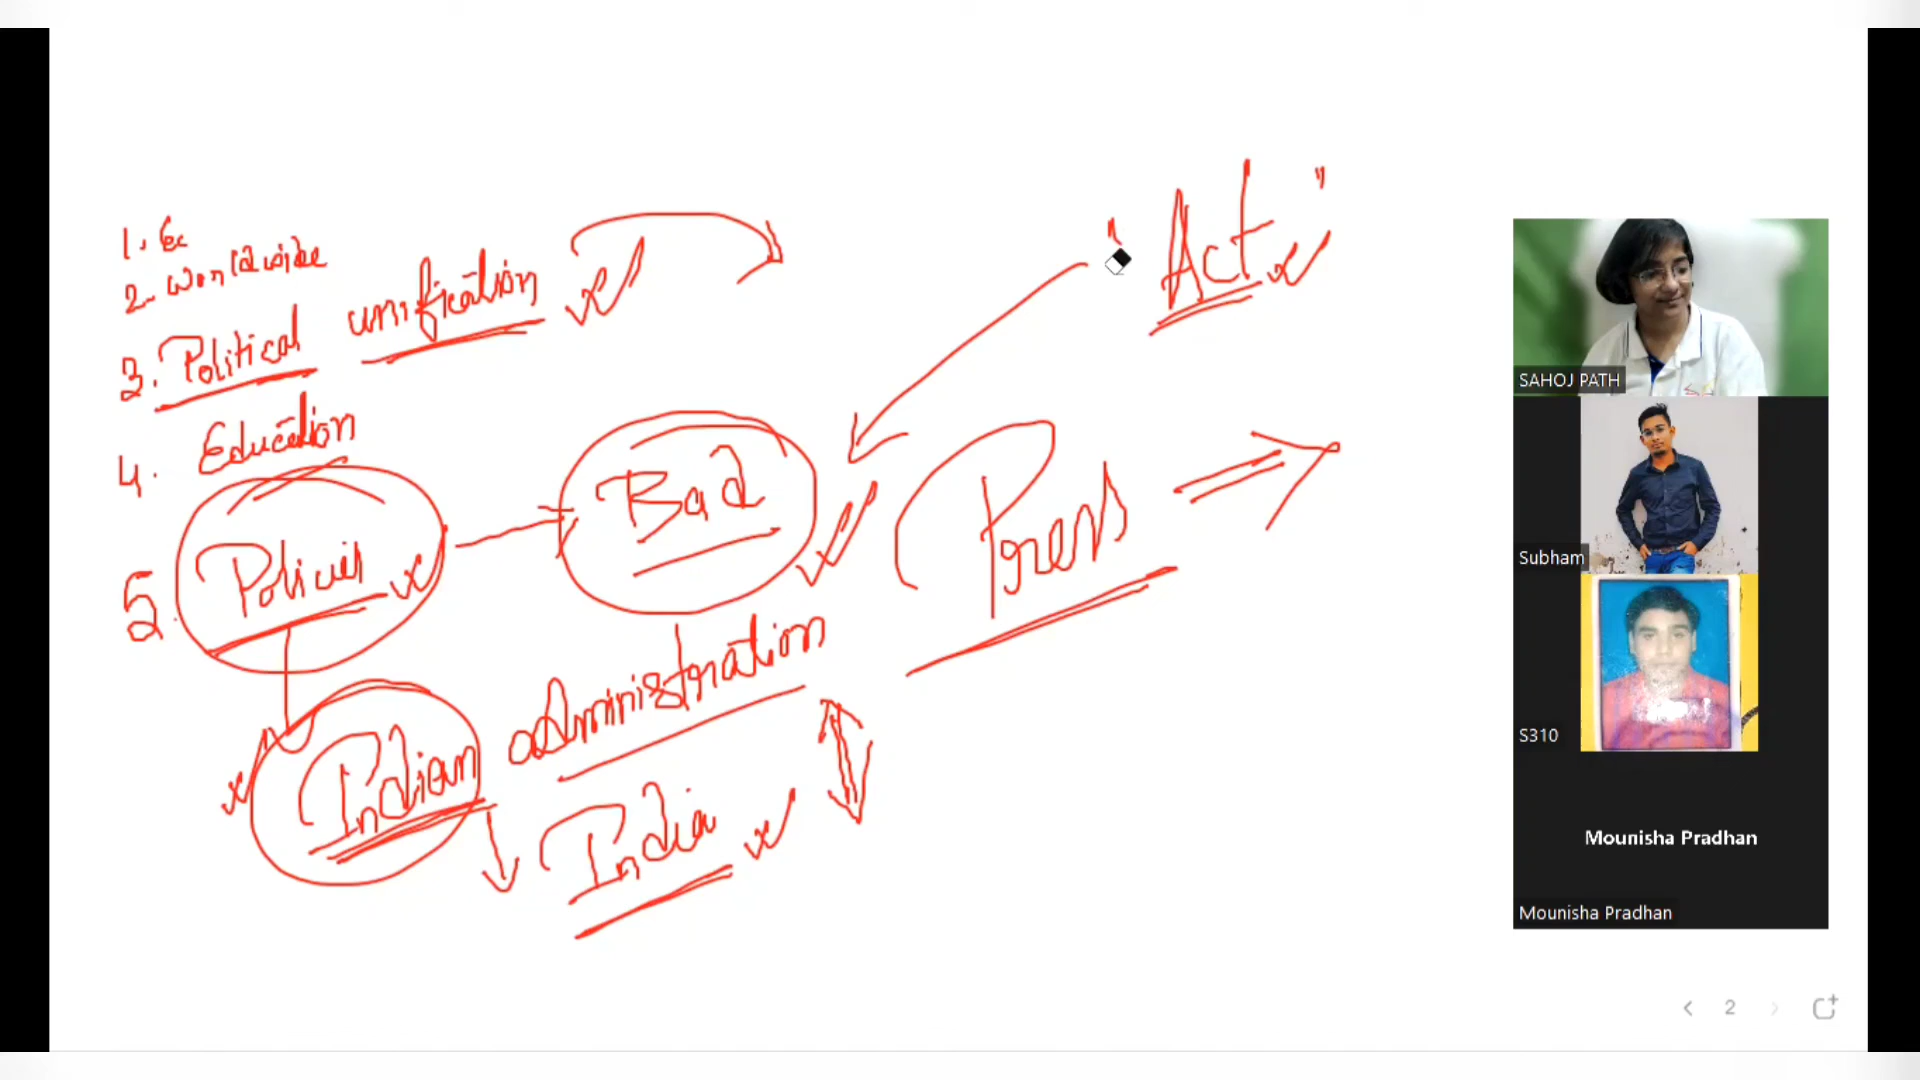 1. Ec
2. Worldwide
3. Political unification
4. Education
5. Policies
Bad
"Act"
Press
Indian administration
India
SAHOJ PATH
Subham
S310
Mounisha Pradhan
Mounisha Pradhan
2